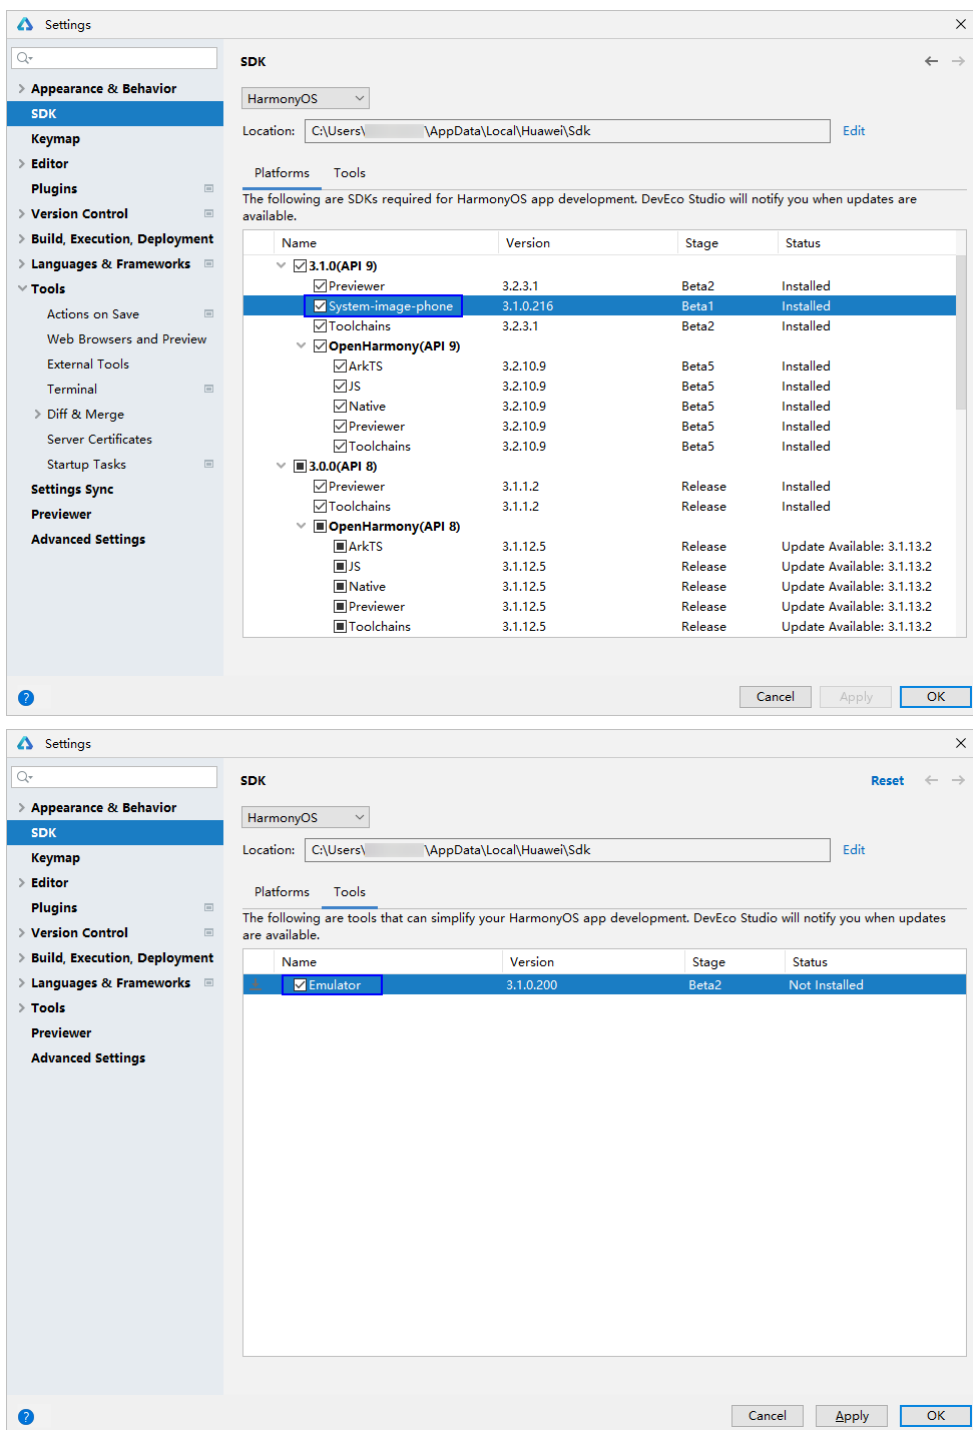 Settings
SDK
Appearance & Behavior
SDK
Keymap
Editor
Plugins
Version Control
Build, Execution, Deployment
Languages & Frameworks
Tools
Actions on Save
Web Browsers and Preview
External Tools
Terminal
Diff & Merge
Server Certificates
Startup Tasks
Settings Sync
Previewer
Advanced Settings
HarmonyOS
Location: C:\Users\ \AppData\Local\Huawei\Sdk Edit
Platforms Tools
The following are SDKs required for HarmonyOS app development. DevEco Studio will notify you when updates are
available.
Name Version Stage Status
3.1.0(API 9)
Previewer 3.2.3.1 Beta2 Installed
System-image-phone 3.1.0.216 Beta1 Installed
Toolchains 3.2.3.1 Beta2 Installed
OpenHarmony(API 9)
ArkTS 3.2.10.9 Beta5 Installed
JS 3.2.10.9 Beta5 Installed
Native 3.2.10.9 Beta5 Installed
Previewer 3.2.10.9 Beta5 Installed
Toolchains 3.2.10.9 Beta5 Installed
3.0.0(API 8)
Previewer 3.1.1.2 Release Installed
Toolchains 3.1.1.2 Release Installed
OpenHarmony(API 8)
ArkTS 3.1.12.5 Release Update Available: 3.1.13.2
JS 3.1.12.5 Release Update Available: 3.1.13.2
Native 3.1.12.5 Release Update Available: 3.1.13.2
Previewer 3.1.12.5 Release Update Available: 3.1.13.2
Toolchains 3.1.12.5 Release Update Available: 3.1.13.2
? Cancel Apply OK
Settings
SDK Reset
Appearance & Behavior
SDK
Keymap
Editor
Plugins
Version Control
Build, Execution, Deployment
Languages & Frameworks
Tools
Previewer
Advanced Settings
HarmonyOS
Location: C:\Users\ \AppData\Local\Huawei\Sdk Edit
Platforms Tools
The following are tools that can simplify your HarmonyOS app development. DevEco Studio will notify you when updates
are available.
Name Version Stage Status
Emulator 3.1.0.200 Beta2 Not Installed
? Cancel Apply OK